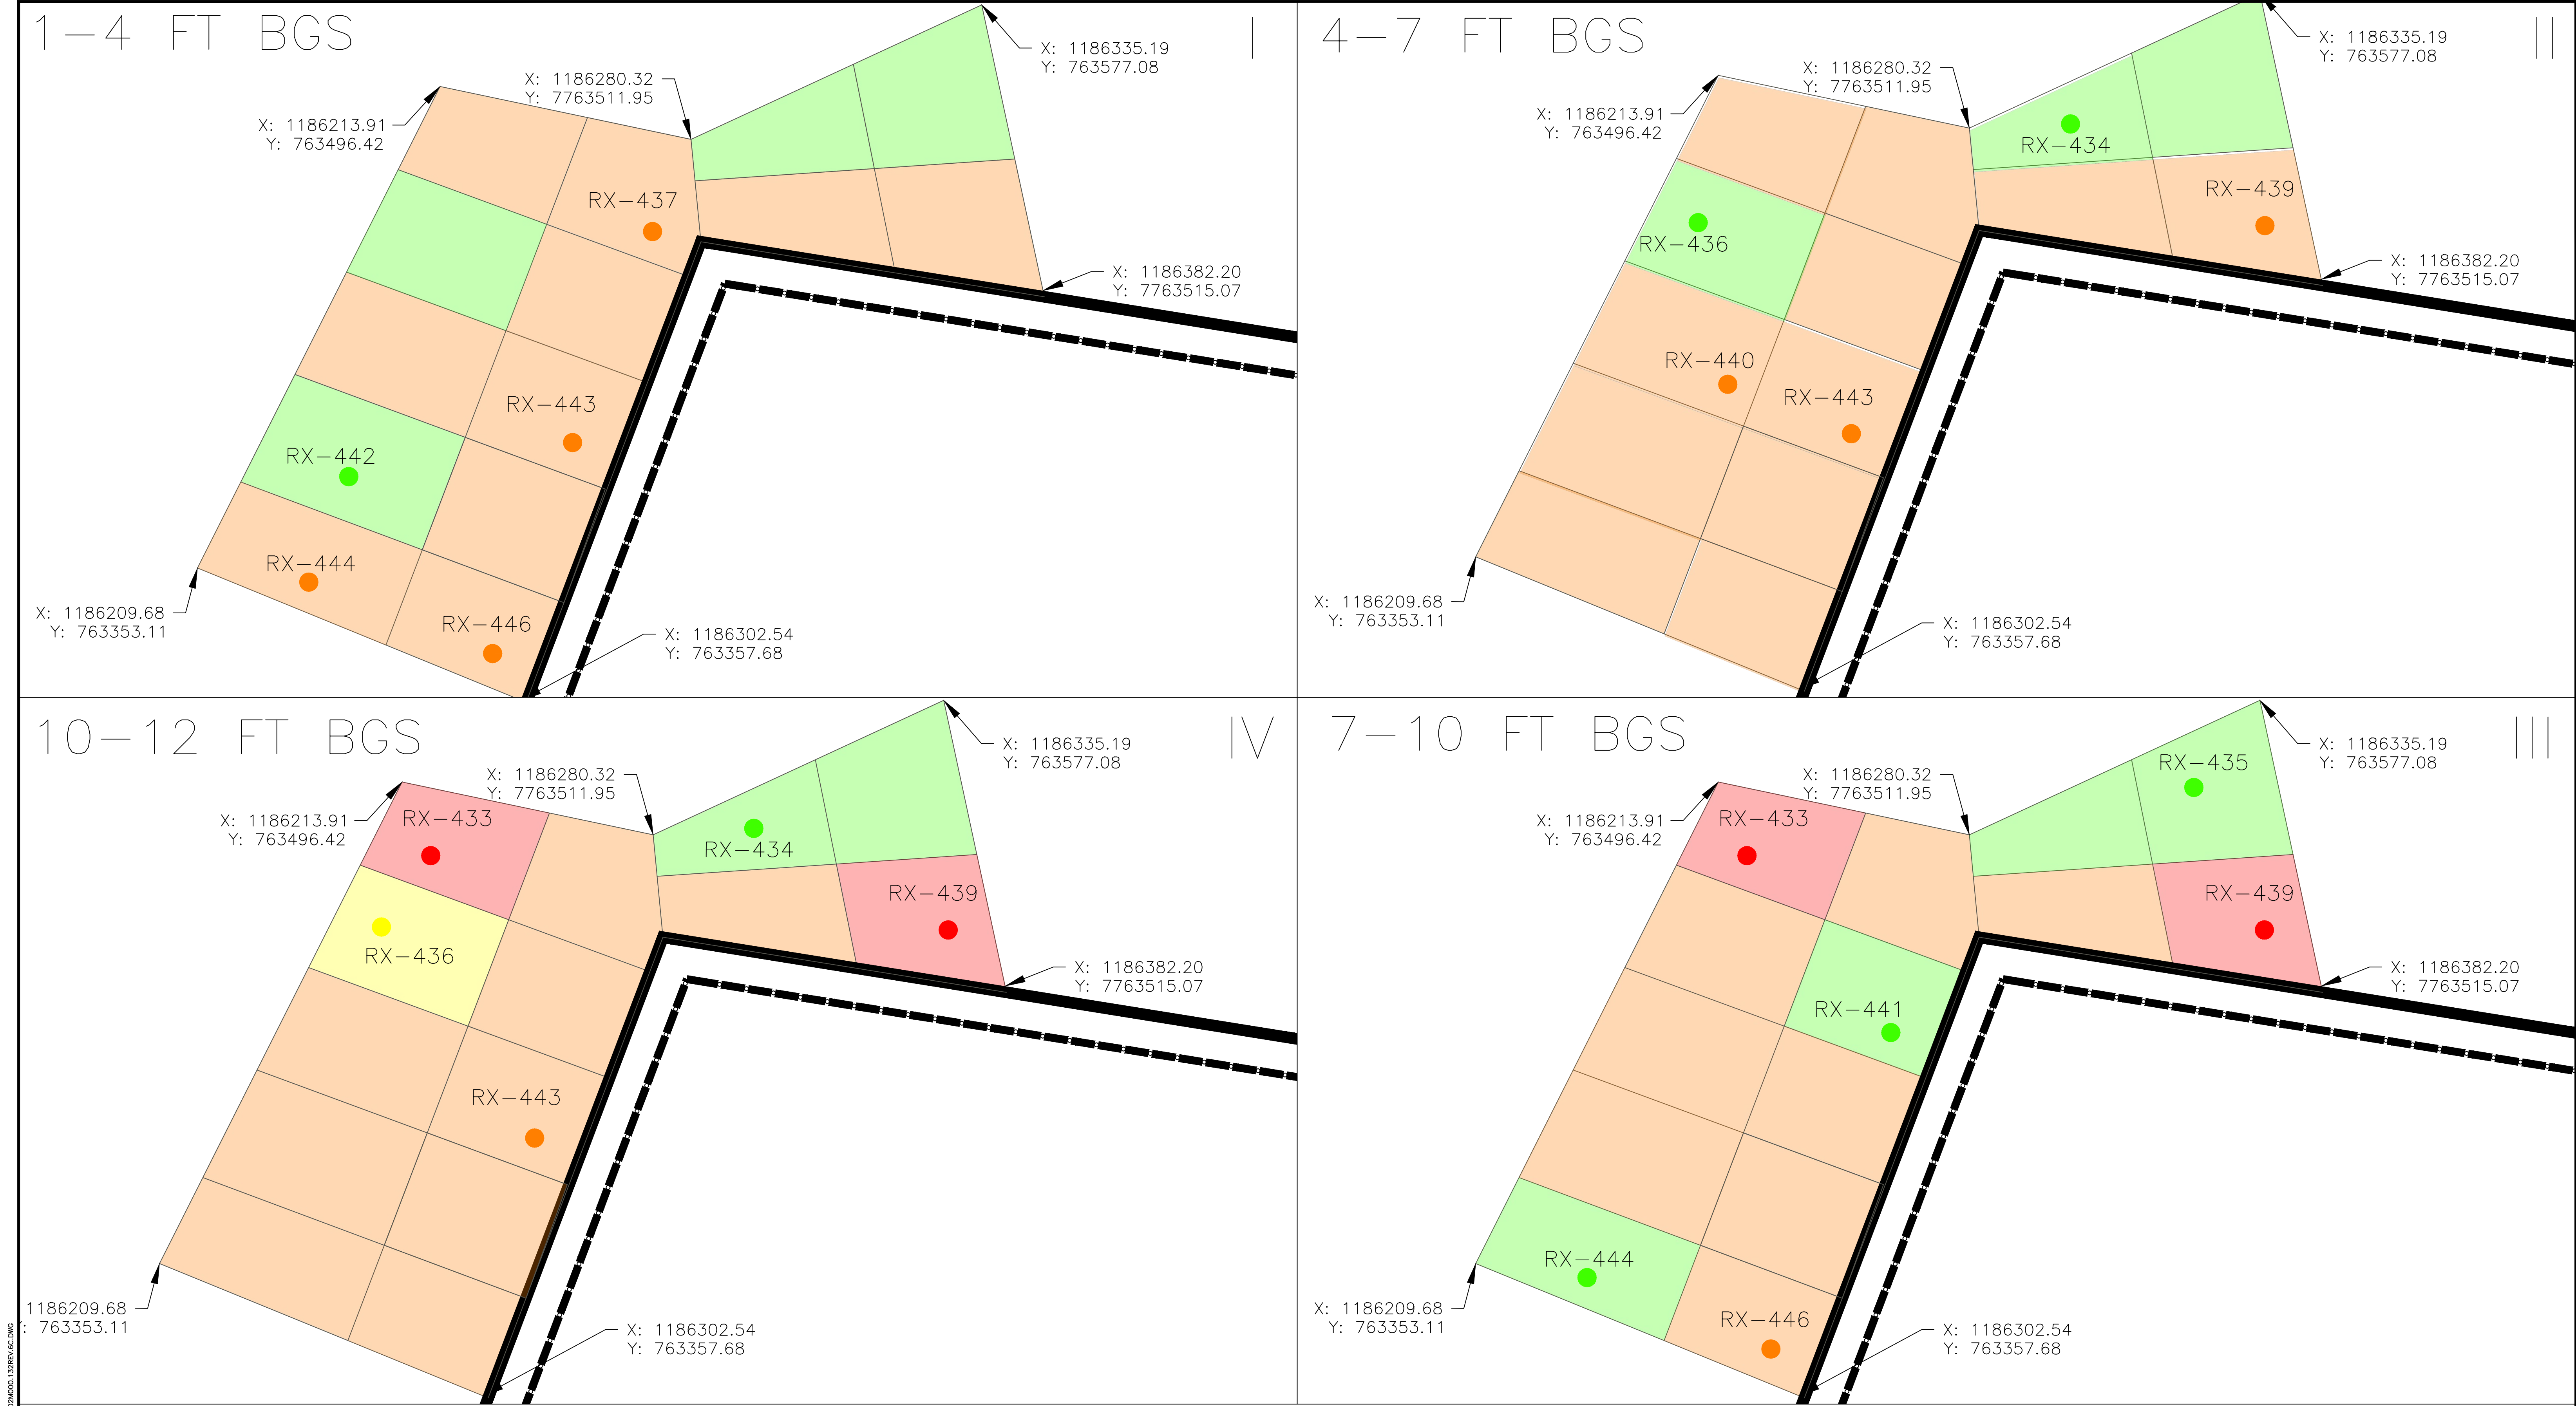 1-4 FT BGS
I
X: 1186335.19
Y: 763577.08
X: 1186280.32
Y: 7763511.95
X: 1186213.91
Y: 763496.42
RX-437
X: 1186382.20
Y: 7763515.07
RX-443
RX-442
RX-444
RX-446
X: 1186209.68
Y: 763353.11
X: 1186302.54
Y: 763357.68
4-7 FT BGS
II
X: 1186335.19
Y: 763577.08
X: 1186280.32
Y: 7763511.95
X: 1186213.91
Y: 763496.42
RX-434
RX-439
RX-436
X: 1186382.20
Y: 7763515.07
RX-440
RX-443
X: 1186209.68
Y: 763353.11
X: 1186302.54
Y: 763357.68
10-12 FT BGS
IV
X: 1186335.19
Y: 763577.08
X: 1186280.32
Y: 7763511.95
X: 1186213.91
Y: 763496.42
RX-433
RX-434
RX-439
RX-436
X: 1186382.20
Y: 7763515.07
RX-443
1186209.68
Y: 763353.11
X: 1186302.54
Y: 763357.68
7-10 FT BGS
III
X: 1186335.19
Y: 763577.08
X: 1186280.32
Y: 7763511.95
X: 1186213.91
Y: 763496.42
RX-435
RX-433
RX-439
X: 1186382.20
Y: 7763515.07
RX-441
RX-444
RX-446
X: 1186209.68
Y: 763353.11
X: 1186302.54
Y: 763357.68